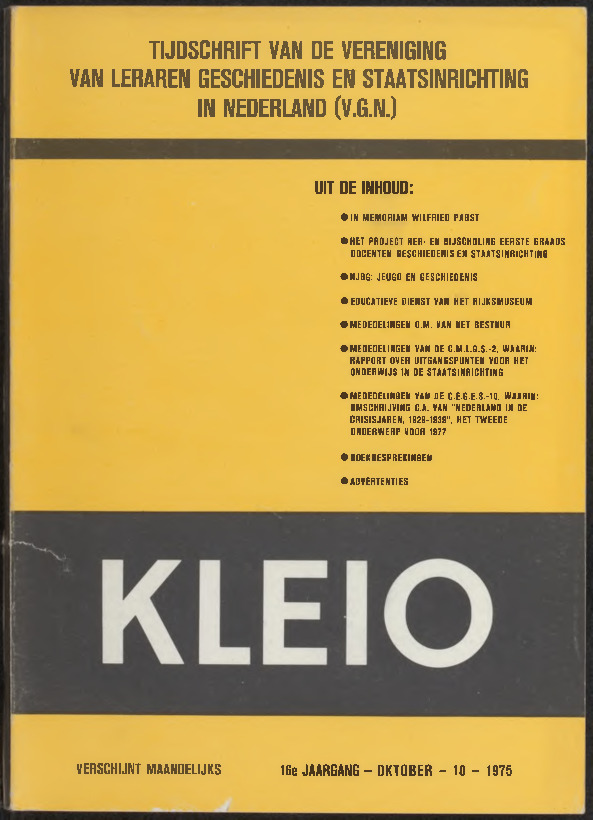 TIJDSCHRIFT VAN DE VERENIGING
VAN LERAREN GESCHIEDENIS EN STAATSINRICHTING
IN NEDERLAND (V.G.N.)
UIT DE INHOUD:
● IN MEMORIAM WILFRIED PABST
● HET PROJECT HER- EN BIJSCHOLING EERSTE GRAADS
DOCENTEN GESCHIEDENIS EN STAATSINRICHTING
● NJBG: JEUGD EN GESCHIEDENIS
● EDUCATIEVE DIENST VAN HET RIJKSMUSEUM
● MEDEDELINGEN O.M. VAN HET BESTUUR
● MEDEDELINGEN VAN DE C.M.L.G.S.-2, WAARIN:
RAPPORT OVER UITGANGSPUNTEN VOOR HET
ONDERWIJS IN DE STAATSINRICHTING
● MEDEDELINGEN VAN DE C.E.G.E.S.-10, WAARIN:
OMSCHRIJVING C.A. VAN "NEDERLAND IN DE
CRISISJAREN, 1929-1939", HET TWEEDE
ONDERWERP VOOR 1977
● BOEKBESPREKINGEN
● ADVERTENTIES
KLEIO
VERSCHIJNT MAANDELIJKS
16e JAARGANG – OKTOBER – 10 – 1975